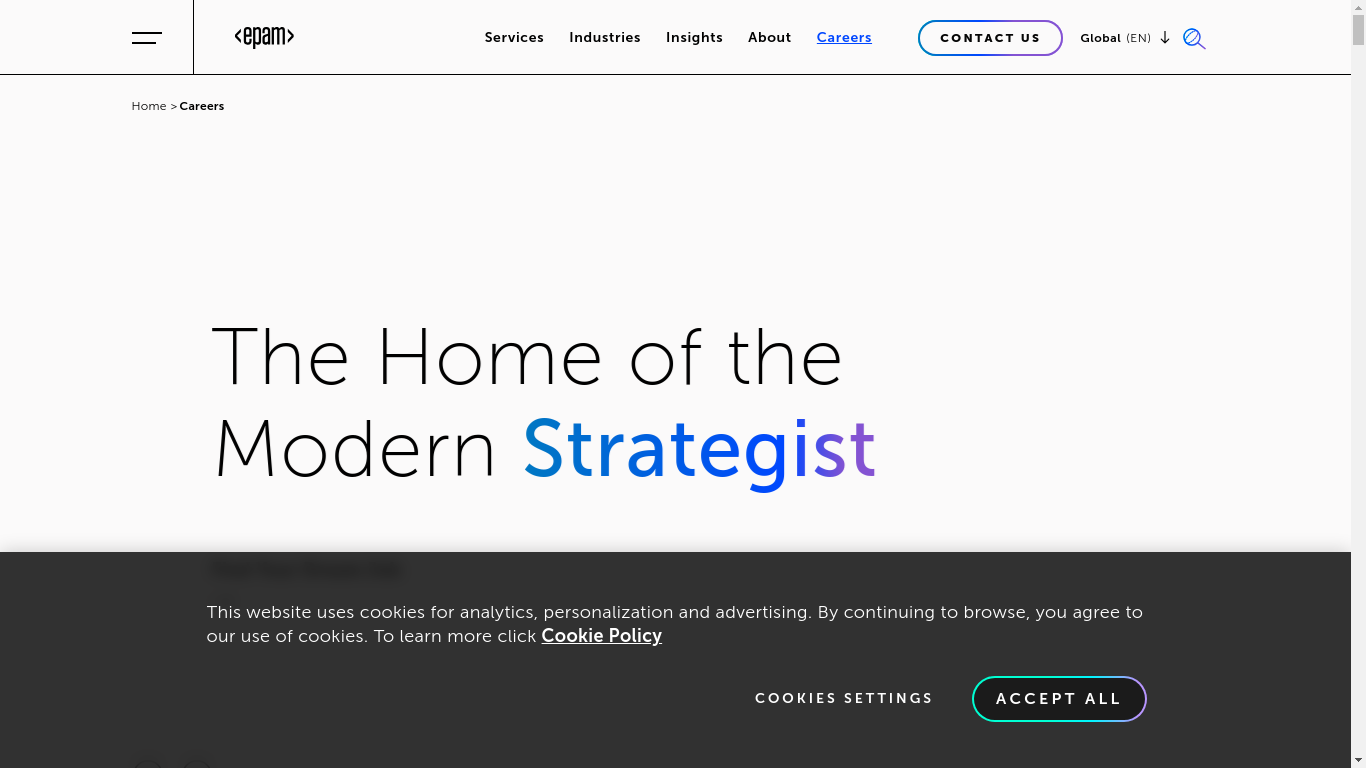 <epam>
Services Industries Insights About Careers
CONTACT US
Global (EN)
Home > Careers
The Home of the
Modern Strategist
This website uses cookies for analytics, personalization and advertising. By continuing to browse, you agree to
our use of cookies. To learn more click Cookie Policy
COOKIES SETTINGS
ACCEPT ALL